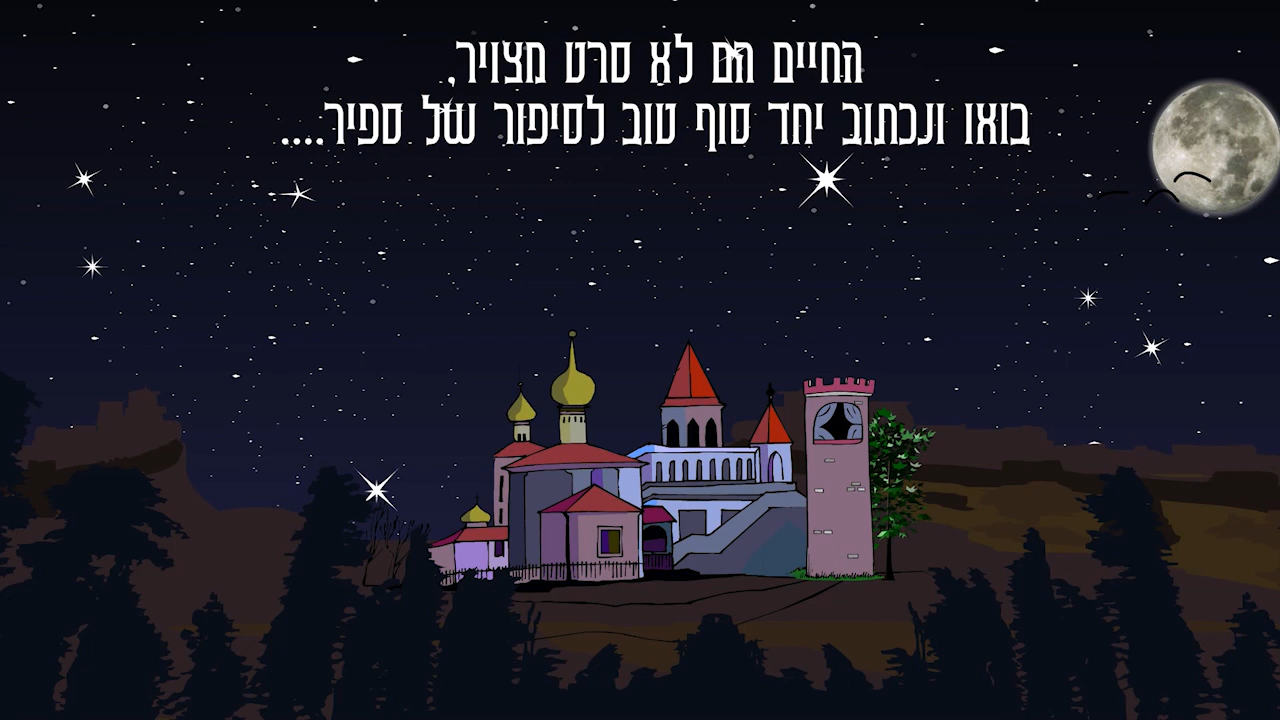 החיים הם לא סרט מצויר,
בואו ונכתוב יחד סוף טוב לסיפור של ספיר....